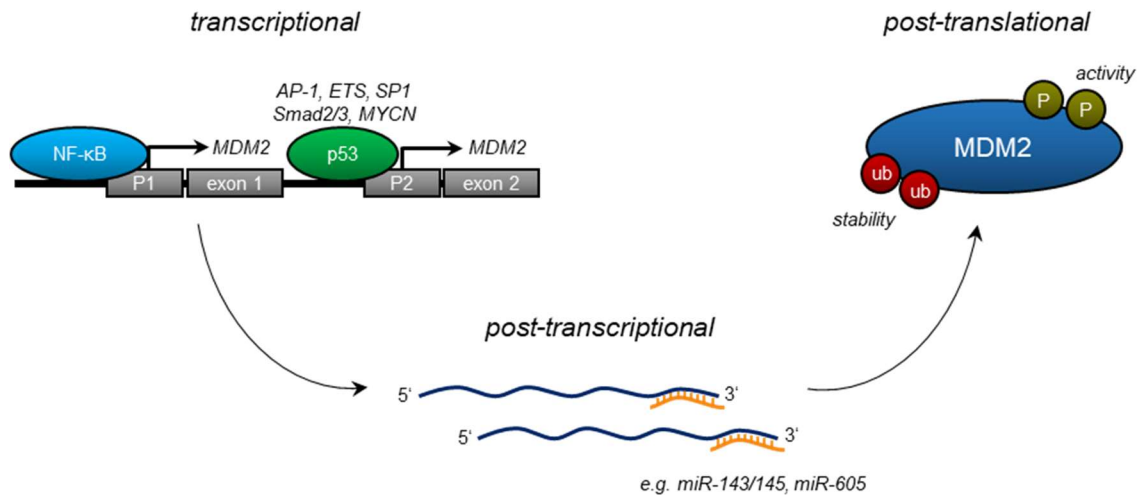 transcriptional
post-translational
AP-1, ETS, SP1
Smad2/3, MYCN
activity
P
P
NF-κB
MDM2
p53
MDM2
MDM2
P1
exon 1
P2
exon 2
ub
ub
stability
post-transcriptional
5‘
3‘
5‘
3‘
e.g. miR-143/145, miR-605